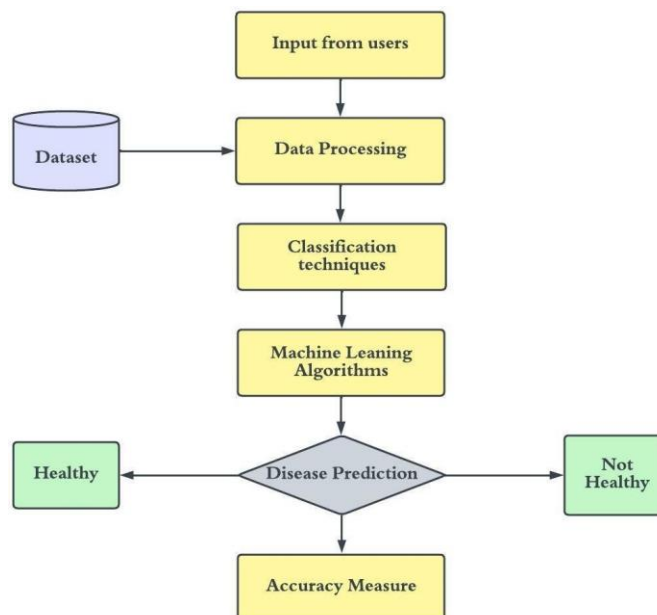 Input from users
Dataset
Data Processing
Classification
techniques
Machine Leaning
Algorithms
Healthy
Disease Prediction
Not
Healthy
Accuracy Measure